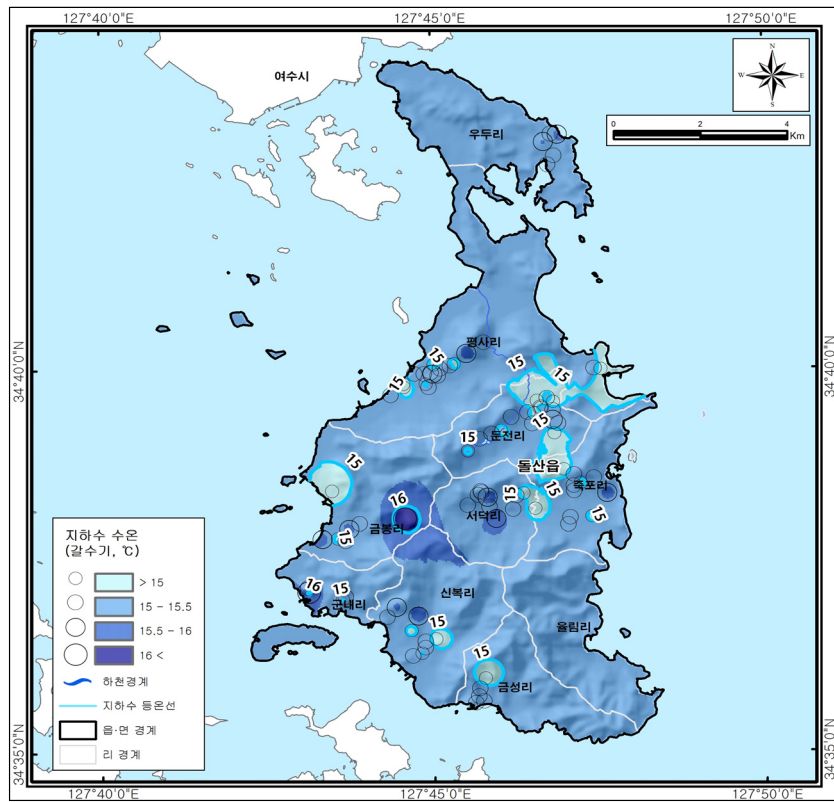 127°40'0"E
127°45'0"E
127°50'0"E
여수시
N
W
E
S
우두리
0
2
4
Km
평사리
15
15
15
15
34°40'0"N
34°40'0"N
15
15
둔전리
돌산읍
15
16
15
15
죽포리
서덕리
15
금봉리
15
지하수 수온
(갈수기, ℃)
> 15
15 – 15.5
15.5 – 16
16 <
하천경계
지하수 등온선
읍·면 경계
리 경계
16
15
군내리
신복리
15
율림리
15
금성리
34°35'0"N
34°35'0"N
127°40'0"E
127°45'0"E
127°50'0"E